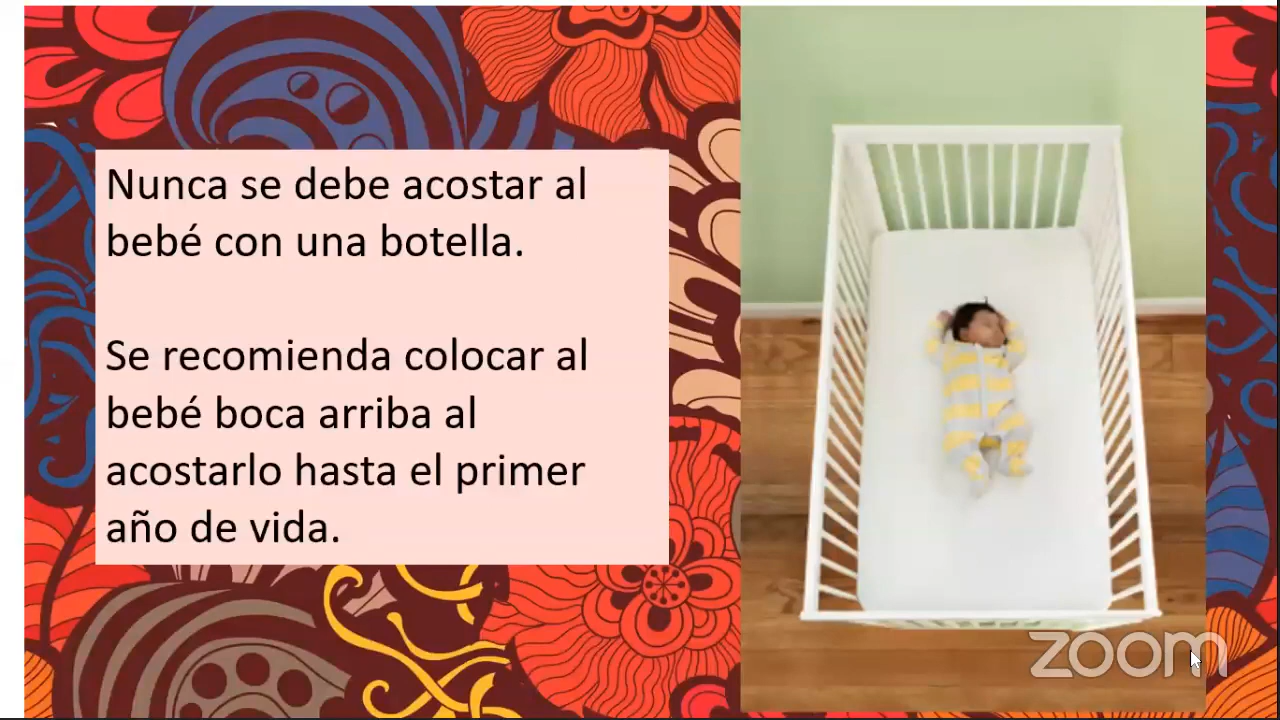 Nunca se debe acostar al
bebé con una botella.
Se recomienda colocar al
bebé boca arriba al
acostarlo hasta el primer
año de vida.
zoom